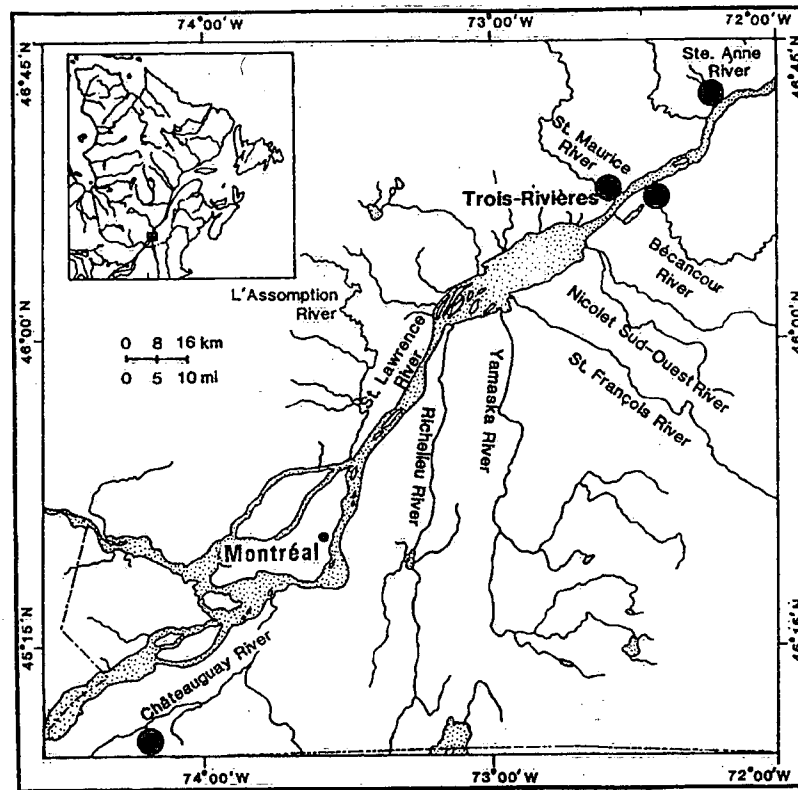 74°00'W
73°00'W
72°00'W
46°45'N
46°45'N
Ste. Anne
River
St. Maurice
River
Trois-Rivières
Bécancour
River
L'Assomption
River
46°00'N
46°00'N
0 8 16 km
0 5 10 mi
St. Lawrence
River
Nicolet Sud-Ouest River
St. François River
Yamaska River
Richelieu River
Montréal
45°15'N
45°15'N
Châteauguay River
74°00'W
73°00'W
72°00'W